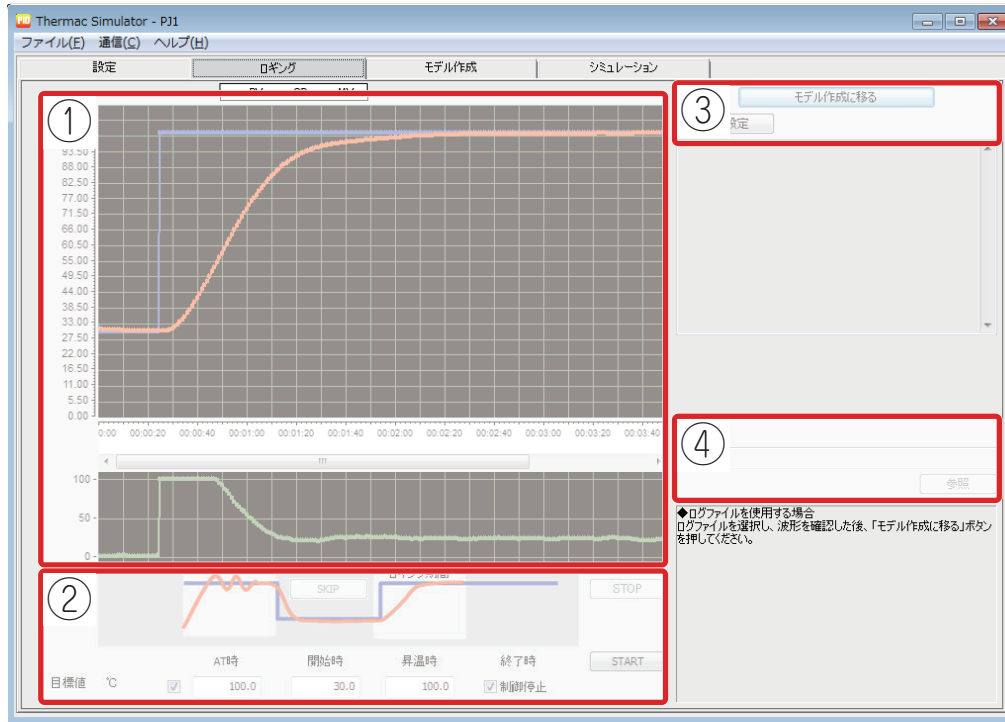 Thermac Simulator - PJ1
ファイル(F) 通信(C) ヘルプ(H)
設定 ロギング モデル作成 シミュレーション
①
93.50
88.00
82.50
77.00
71.50
66.00
60.50
55.00
49.50
44.00
38.50
33.00
27.50
22.00
16.50
11.00
5.50
0.00
0:00 00:00:20 00:00:40 00:01:00 00:01:20 00:01:40 00:02:00 00:02:20 00:02:40 00:03:00 00:03:20 00:03:40
100
50
0
②
SKIP
STOP
AT時 開始時 昇温時 終了時 START
目標値 ℃ 100.0 30.0 100.0 制御停止
③ モデル作成に移る
設定
④
参照
◆ログファイルを使用する場合
ログファイルを選択し、波形を確認した後、「モデル作成に移る」ボタン
を押してください。